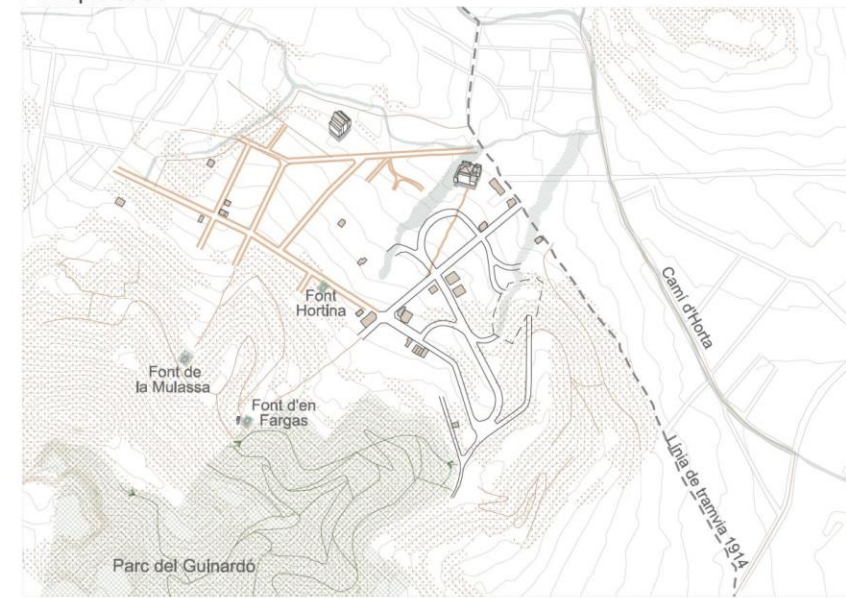 Font
Hortina
Camí d'Horta
Font de
la Mulassa
Font d'en
Fargas
Línia de tramvia 1914
Parc del Guinardó